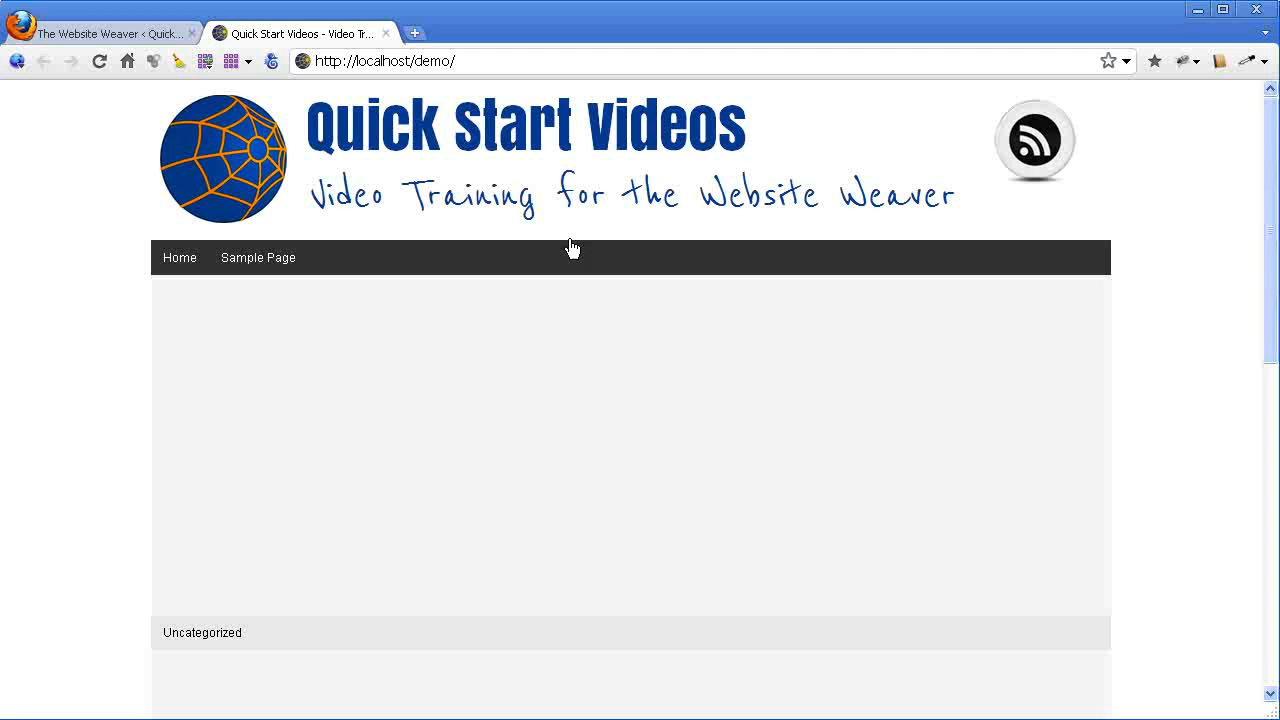 The Website Weaver ‹ Quick...
Quick Start Videos - Video Tr...
http://localhost/demo/
Quick Start Videos
Video Training for the Website Weaver
Home
Sample Page
Uncategorized